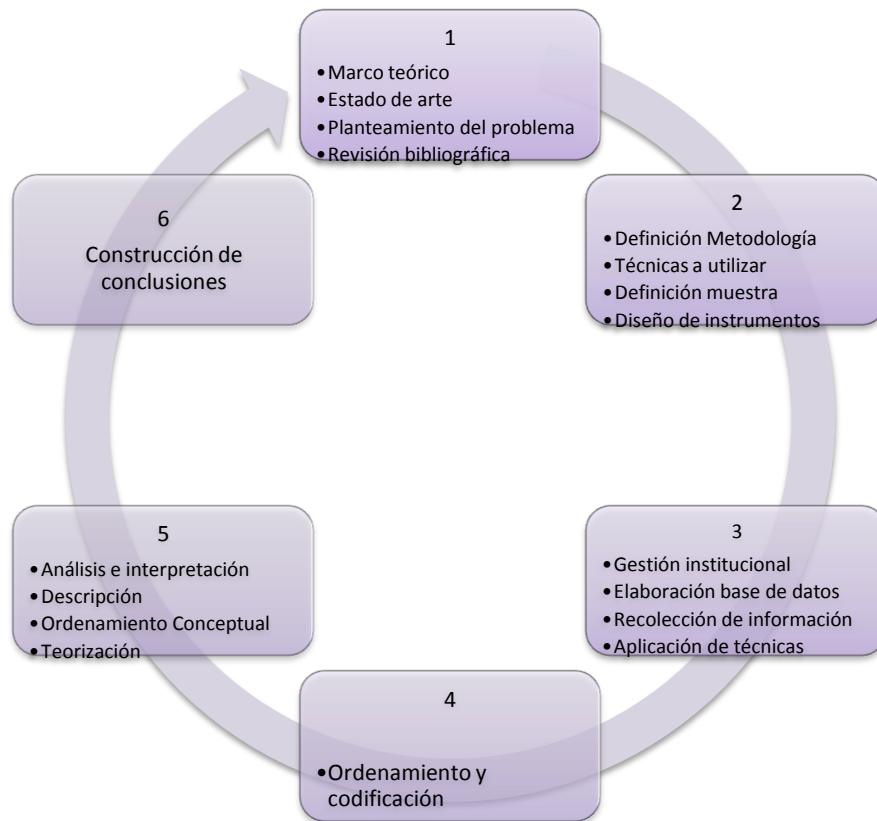 1
•Marco teórico
•Estado de arte
•Planteamiento del problema
•Revisión bibliográfica
2
•Definición Metodología
•Técnicas a utilizar
•Definición muestra
•Diseño de instrumentos
3
•Gestión institucional
•Elaboración base de datos
•Recolección de información
•Aplicación de técnicas
4
•Ordenamiento y
codificación
5
•Análisis e interpretación
•Descripción
•Ordenamiento Conceptual
•Teorización
6
Construcción de
conclusiones